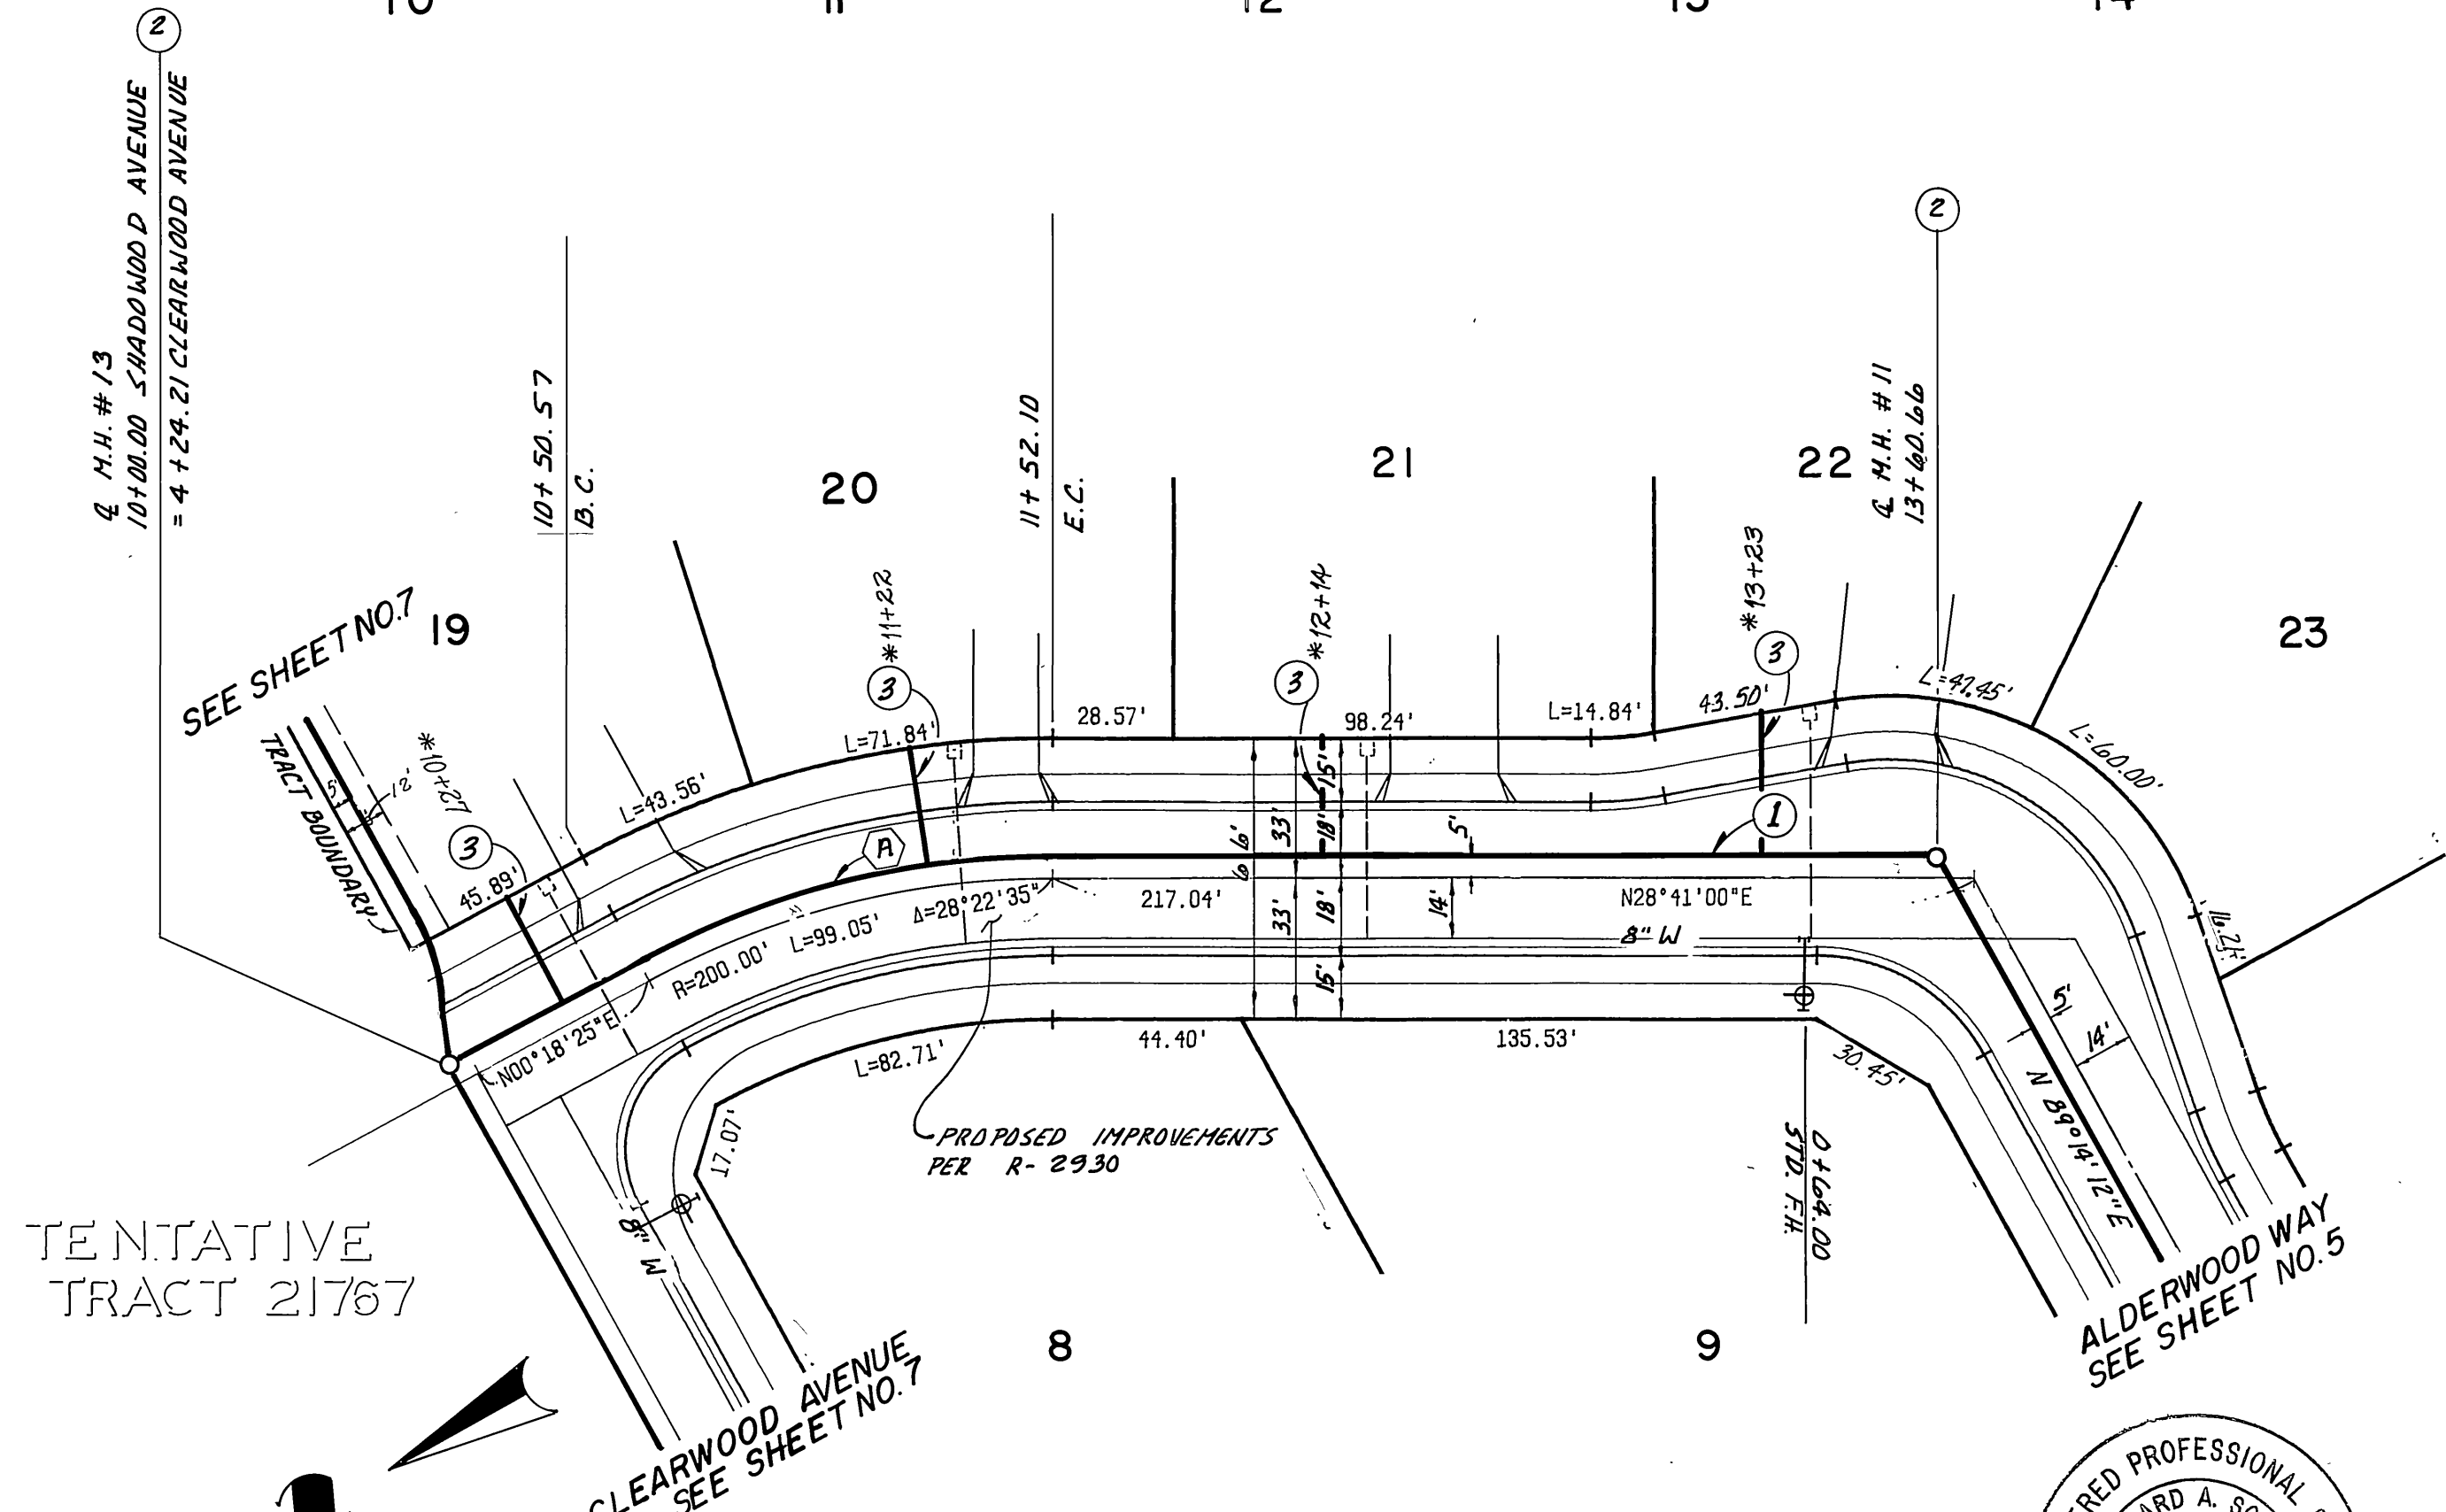 10
11
12
13
14
2
℄ M.H. #13
10+00.00 SHADOWOOD AVENUE
= 4+24.21 CLEARWOOD AVENUE
10+50.57
B.C.
11+52.10
E.C.
2
℄ M.H. #11
13+60.66
19
20
21
22
23
SEE SHEET NO.7
TRACT BOUNDARY
5'
12'
*10+27
3
*11+22
3
*12+14
3
*13+23
3
45.89'
L=43.56'
L=71.84'
28.57'
98.24'
L=14.84'
43.50'
L=47.45'
L=60.00'
A
1
66'
33'
33'
15'
18'
18'
15'
5'
14'
N00°18'25"E
R=200.00'
L=99.05'
Δ=28°22'35"
217.04'
N28°41'00"E
8" W
L=82.71'
44.40'
135.53'
30.45'
17.07'
8" W
5'
14'
N 89°14'12"E
PROPOSED IMPROVEMENTS
PER R-2930
0+64.00
STD. F.H.
TENTATIVE
TRACT 21767
8
9
CLEARWOOD AVENUE
SEE SHEET NO.7
ALDERWOOD WAY
SEE SHEET NO.5
PROFESSIONAL
A.